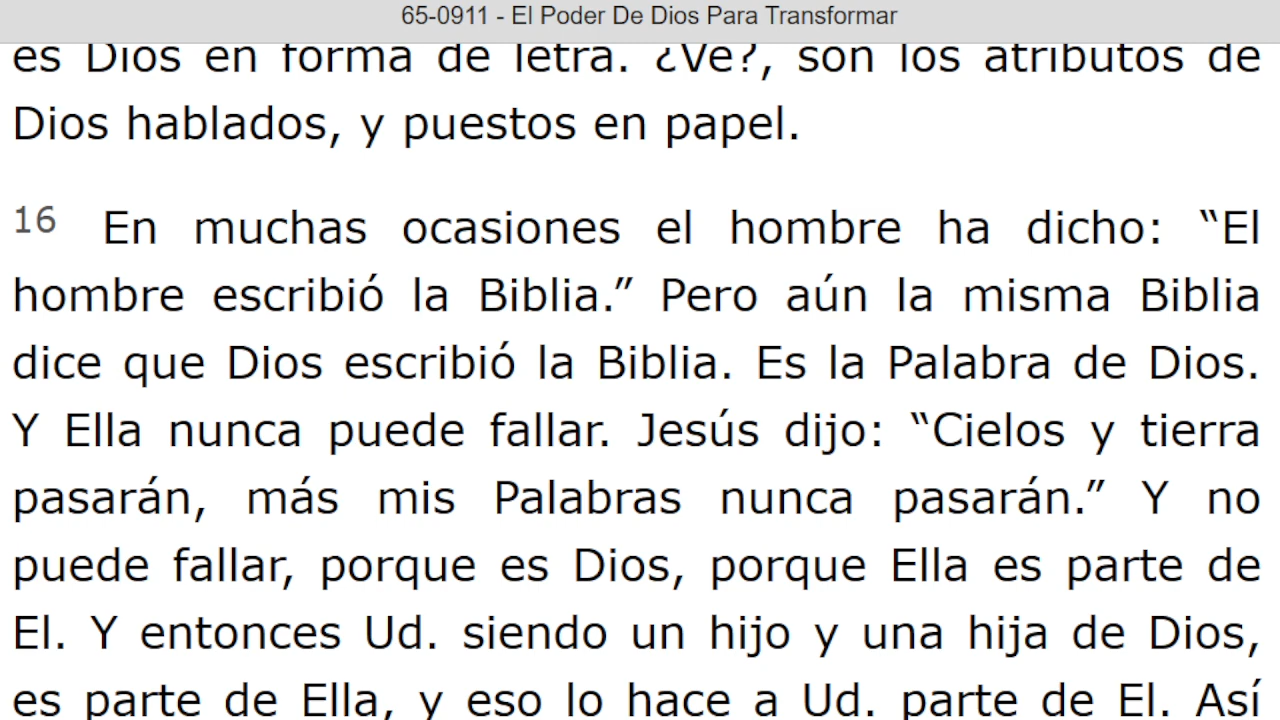 65-0911 - El Poder De Dios Para Transformar
es Dios en forma de letra. ¿Ve?, son los atributos de
Dios hablados, y puestos en papel.
16 En muchas ocasiones el hombre ha dicho: “El
hombre escribió la Biblia.” Pero aún la misma Biblia
dice que Dios escribió la Biblia. Es la Palabra de Dios.
Y Ella nunca puede fallar. Jesús dijo: “Cielos y tierra
pasarán, más mis Palabras nunca pasarán.” Y no
puede fallar, porque es Dios, porque Ella es parte de
El. Y entonces Ud. siendo un hijo y una hija de Dios,
es parte de Ella, y eso lo hace a Ud. parte de El. Así